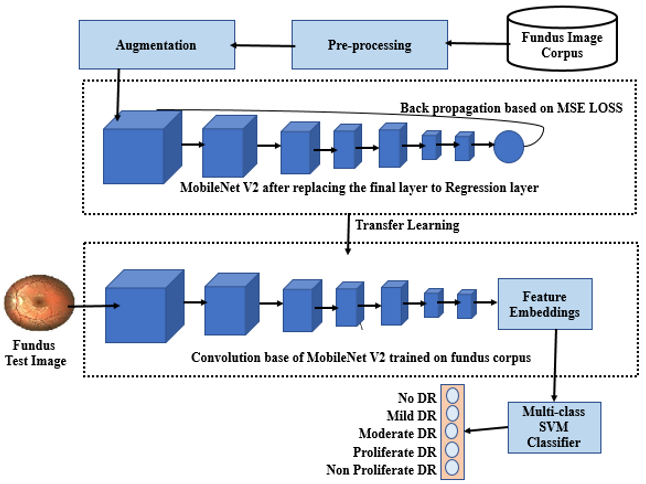 Augmentation
Pre-processing
Fundus Image
Corpus
Back propagation based on MSE LOSS
MobileNet V2 after replacing the final layer to Regression layer
Transfer Learning
Fundus
Test Image
Feature
Embeddings
Convolution base of MobileNet V2 trained on fundus corpus
No DR
Mild DR
Moderate DR
Proliferate DR
Non Proliferate DR
Multi-class
SVM
Classifier